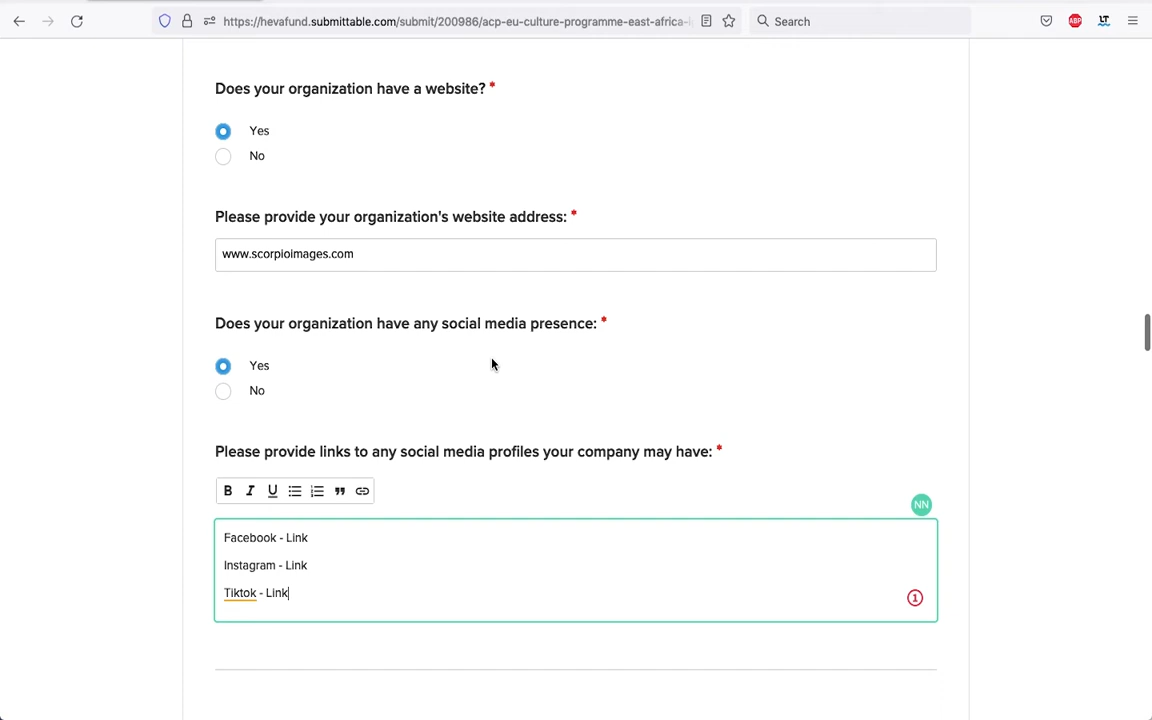 https://hevafund.submittable.com/submit/200986/acp-eu-culture-programme-east-africa-i
Search
ABP
LT
Does your organization have a website? *
Yes
No
Please provide your organization's website address: *
www.scorpioimages.com
Does your organization have any social media presence: *
Yes
No
Please provide links to any social media profiles your company may have: *
B I U
NN
Facebook - Link
Instagram - Link
Tiktok - Link
1